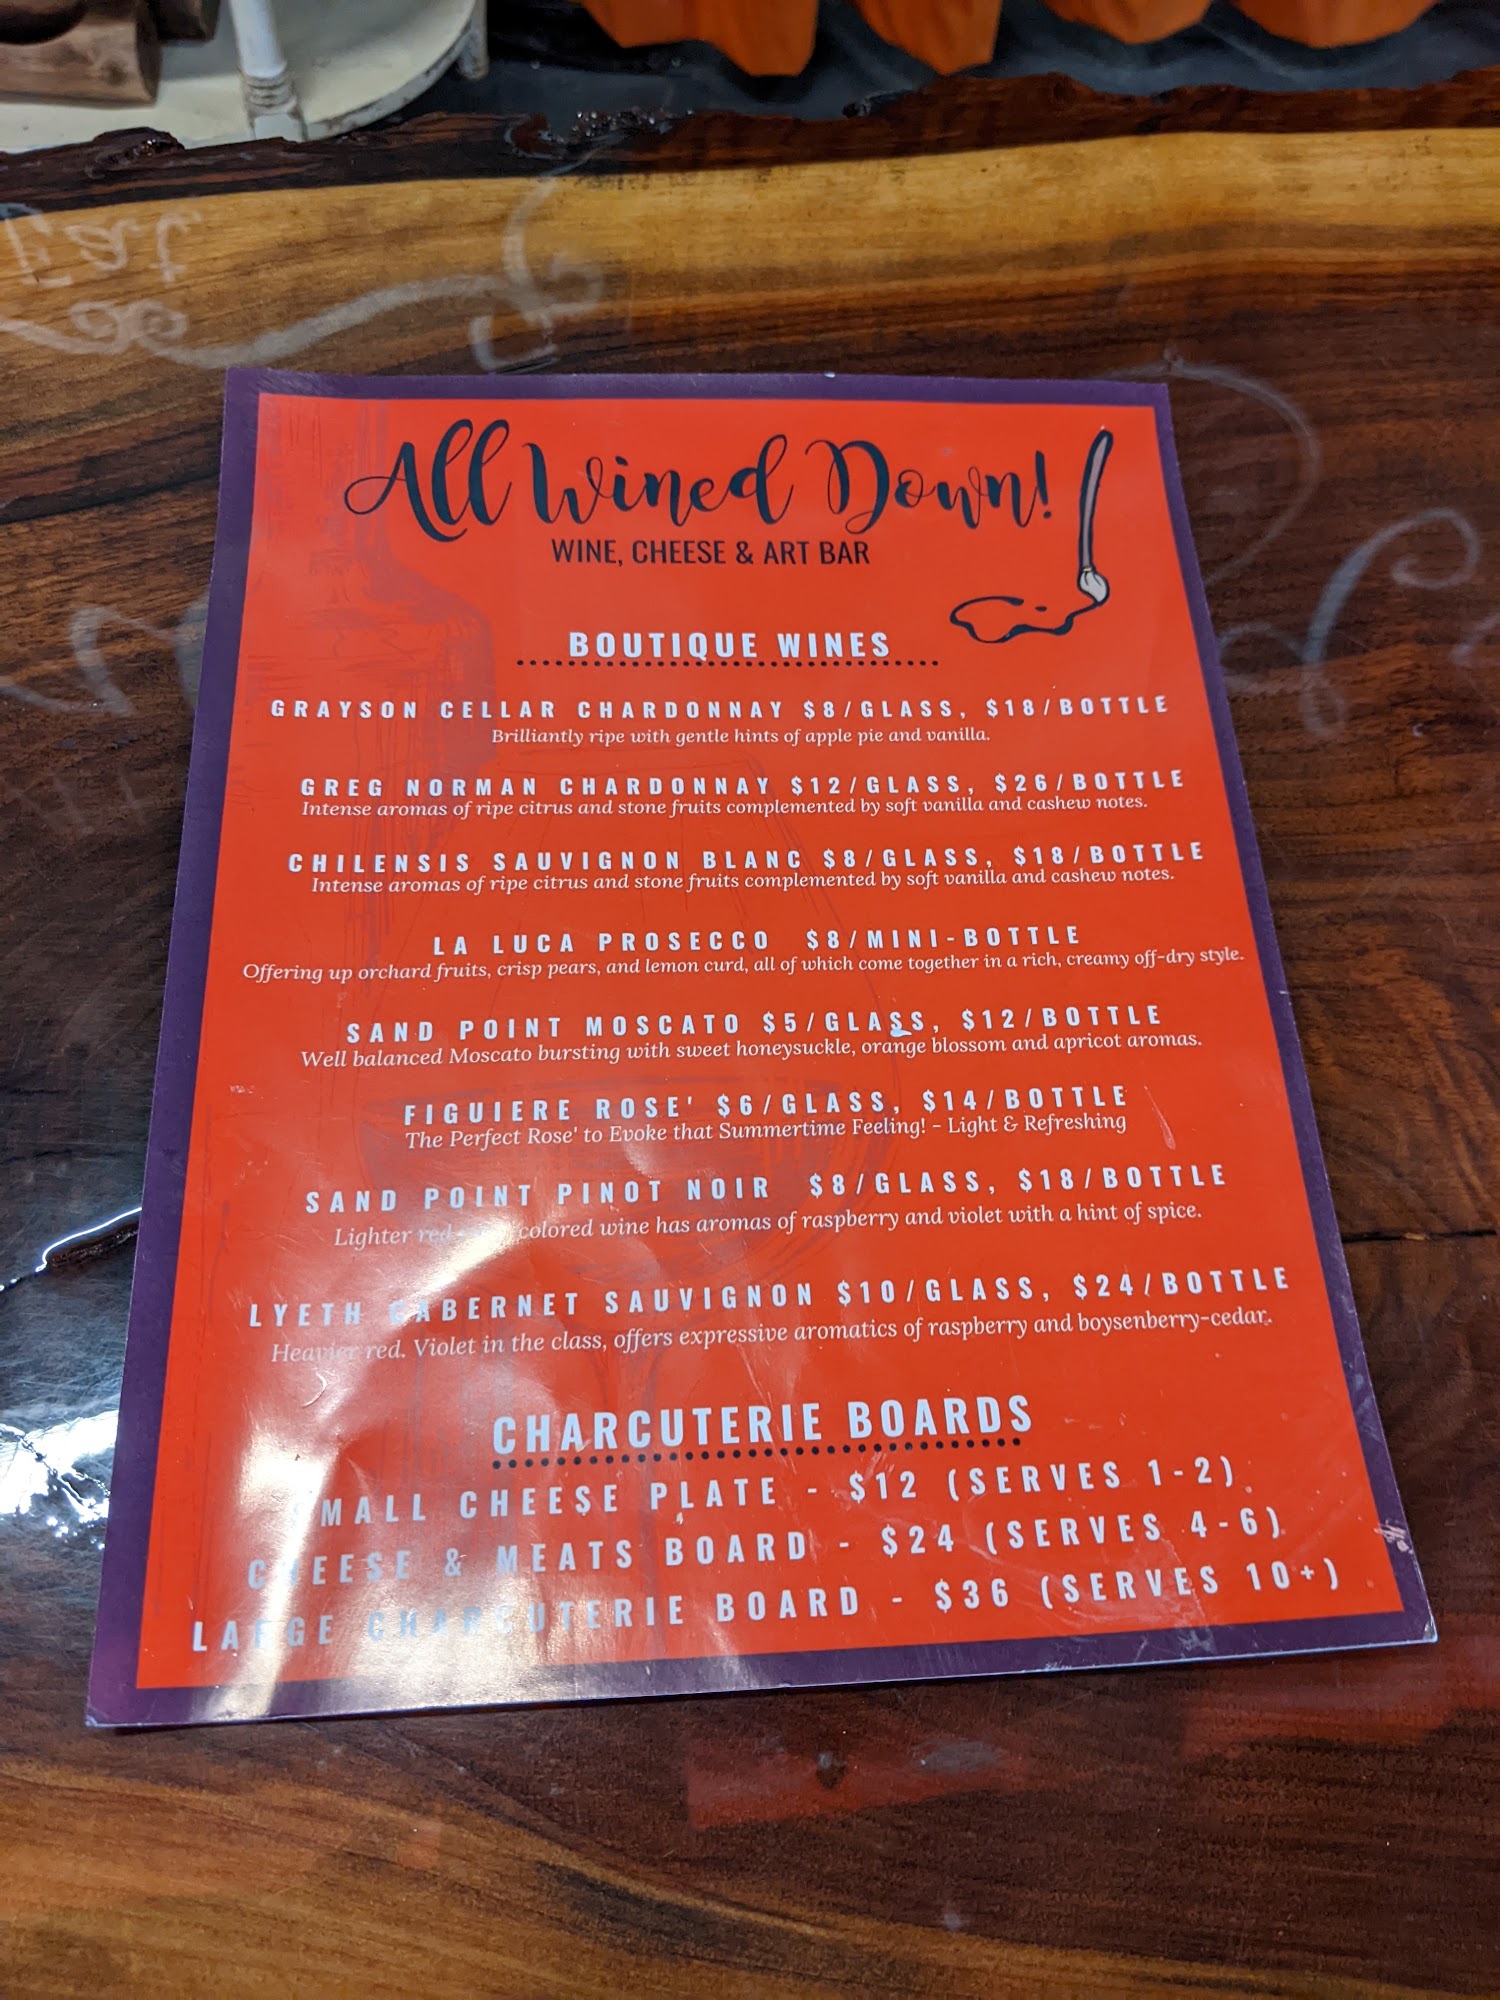 Eat
All Wined Down!
WINE, CHEESE & ART BAR
BOUTIQUE WINES
GRAYSON CELLAR CHARDONNAY $8/GLASS, $18/BOTTLE
Brilliantly ripe with gentle hints of apple pie and vanilla.
GREG NORMAN CHARDONNAY $12/GLASS, $26/BOTTLE
Intense aromas of ripe citrus and stone fruits complemented by soft vanilla and cashew notes.
CHILENSIS SAUVIGNON BLANC $8/GLASS, $18/BOTTLE
Intense aromas of ripe citrus and stone fruits complemented by soft vanilla and cashew notes.
LA LUCA PROSECCO $8/MINI-BOTTLE
Offering up orchard fruits, crisp pears, and lemon curd, all of which come together in a rich, creamy off-dry style.
SAND POINT MOSCATO $5/GLASS, $12/BOTTLE
Well balanced Moscato bursting with sweet honeysuckle, orange blossom and apricot aromas.
FIGUIERE ROSE' $6/GLASS, $14/BOTTLE
The Perfect Rose' to Evoke that Summertime Feeling! - Light & Refreshing
SAND POINT PINOT NOIR $8/GLASS, $18/BOTTLE
Lighter red colored wine has aromas of raspberry and violet with a hint of spice.
LYETH CABERNET SAUVIGNON $10/GLASS, $24/BOTTLE
Heavier red. Violet in the class, offers expressive aromatics of raspberry and boysenberry-cedar.
CHARCUTERIE BOARDS
SMALL CHEESE PLATE - $12 (SERVES 1-2)
CHEESE & MEATS BOARD - $24 (SERVES 4-6)
LARGE CHARCUTERIE BOARD - $36 (SERVES 10+)